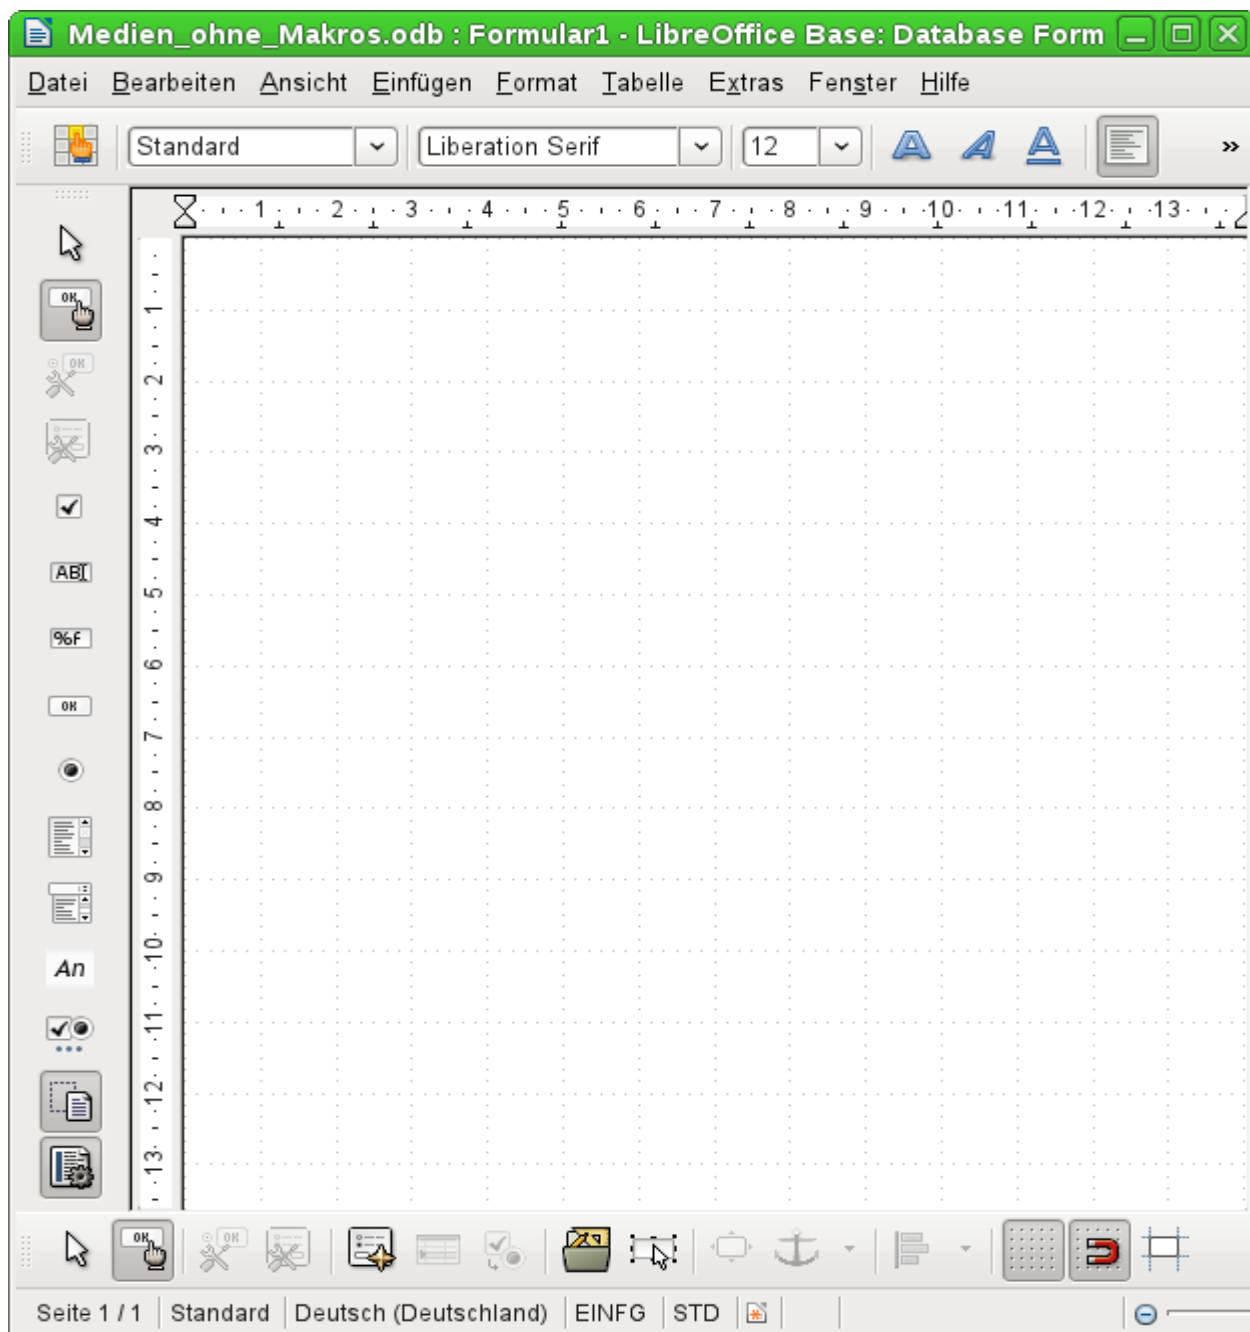 Medien_ohne_Makros.odb : Formular1 - LibreOffice Base: Database Form
Datei Bearbeiten Ansicht Einfügen Format Tabelle Extras Fenster Hilfe
Standard Liberation Serif 12 A A A »
1 2 3 4 5 6 7 8 9 10 11 12 13
OK
1
OK
2
3
4
ABI
5
%f
6
OK
7
8
9
10
An
11
12
13
OK OK
Seite 1 / 1 Standard Deutsch (Deutschland) EINFG STD